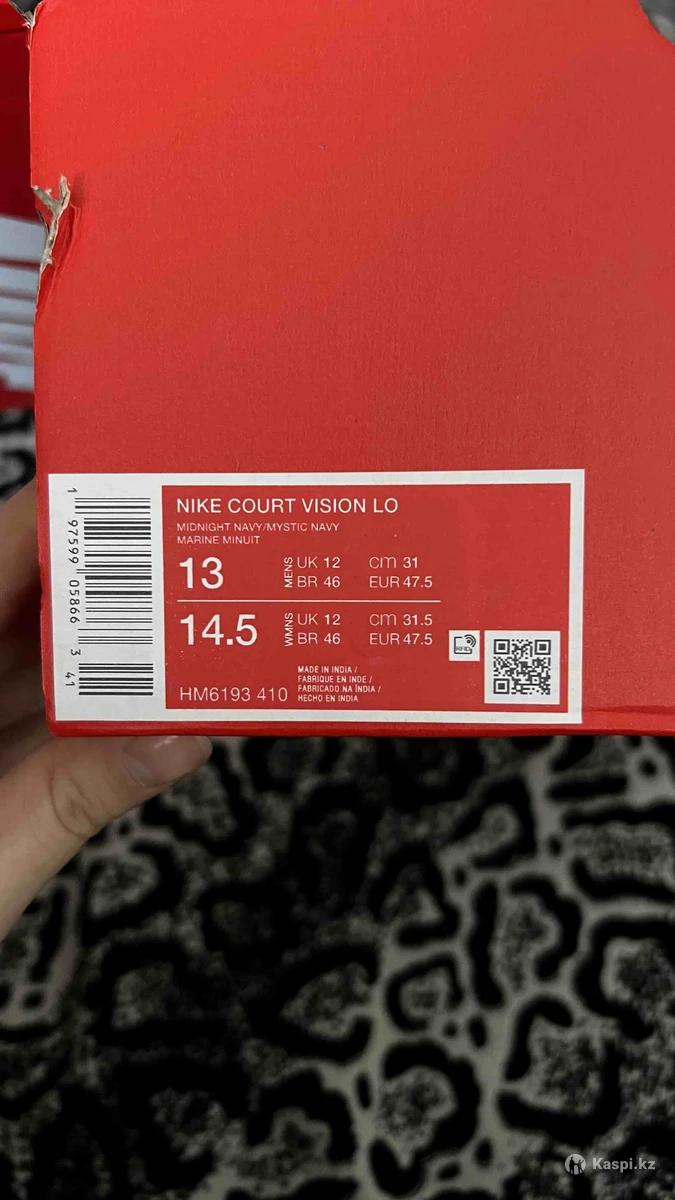 NIKE COURT VISION LO
MIDNIGHT NAVY/MYSTIC NAVY
MARINE MINUIT
13 MENS UK 12 cm 31
BR 46 EUR 47.5
14.5 WMNS UK 12 cm 31.5
BR 46 EUR 47.5
RFID
HM6193 410
MADE IN INDIA /
FABRIQUE EN INDE /
FABRICADO NA ÍNDIA /
HECHO EN INDIA
1 97599 05866 3 41
Kaspi.kz